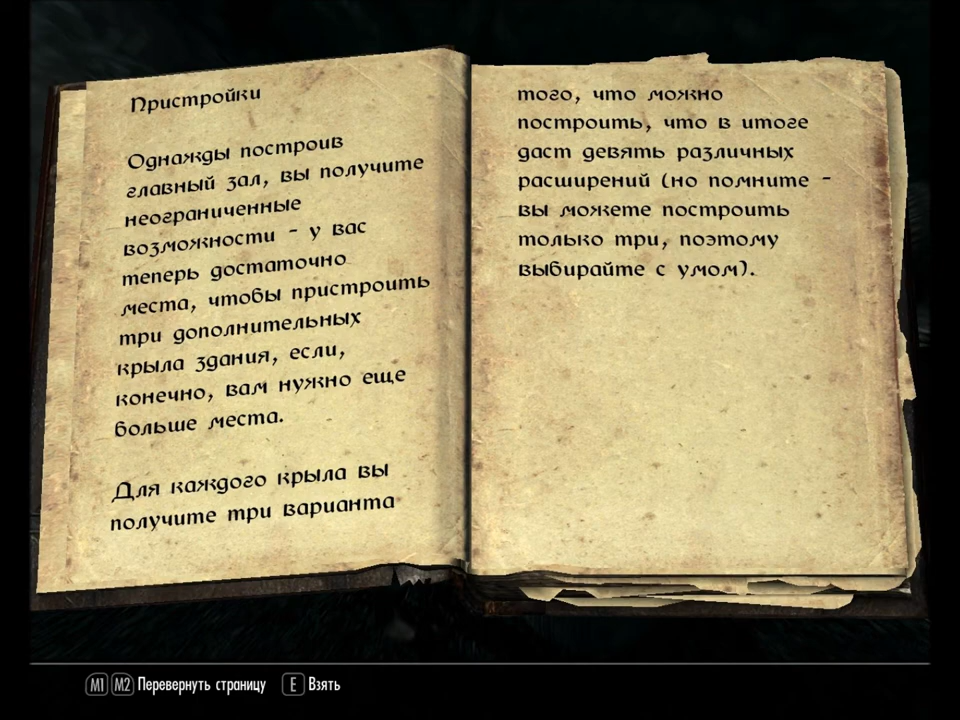 Пристройки
Однажды построив
главный зал, вы получите
неограниченные
возможности - у вас
теперь достаточно
места, чтобы пристроить
три дополнительных
крыла здания, если,
конечно, вам нужно еще
больше места.
Для каждого крыла вы
получите три варианта
того, что можно
построить, что в итоге
даст девять различных
расширений (но помните -
вы можете построить
только три, поэтому
выбирайте с умом).
M1 M2 Перевернуть страницу E Взять